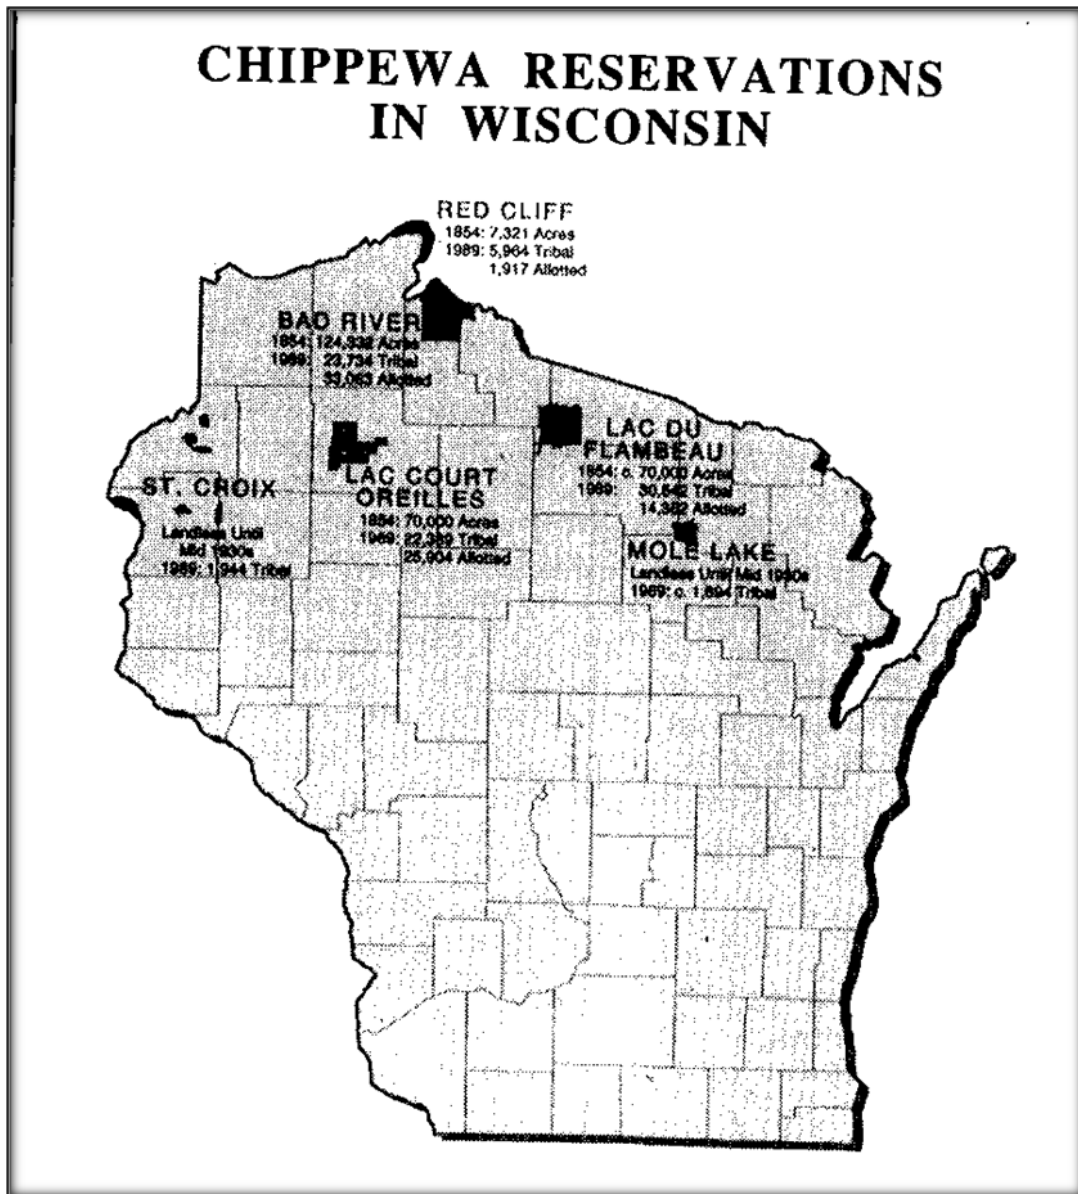 CHIPPEWA RESERVATIONS
IN WISCONSIN
RED CLIFF
1854: 7,321 Acres
1989: 5,964 Tribal
1,917 Allotted
BAD RIVER
1854: 124,332 Acres
1989: 23,734 Tribal
33,063 Allotted
LAC DU
FLAMBEAU
1854: c. 70,000 Acres
1989: Tribal
14,382 Allotted
LAC COURT
OREILLES
1854: 70,000 Acres
1989: 22,389 Tribal
25,904 Allotted
ST. CROIX
Landless Until
Mid 1930s
1989: 1,944 Tribal
MOLE LAKE
Landless Until Mid 1930s
1989: c. 1,694 Tribal